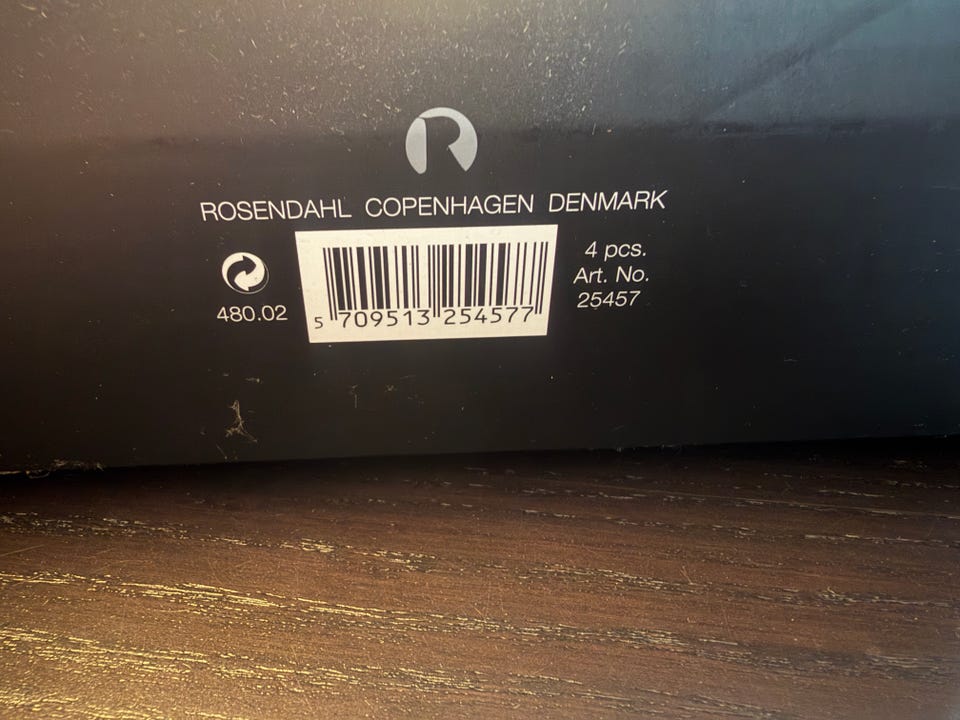 R
ROSENDAHL COPENHAGEN DENMARK
480.02
5 709513 254577
4 pcs.
Art. No.
25457